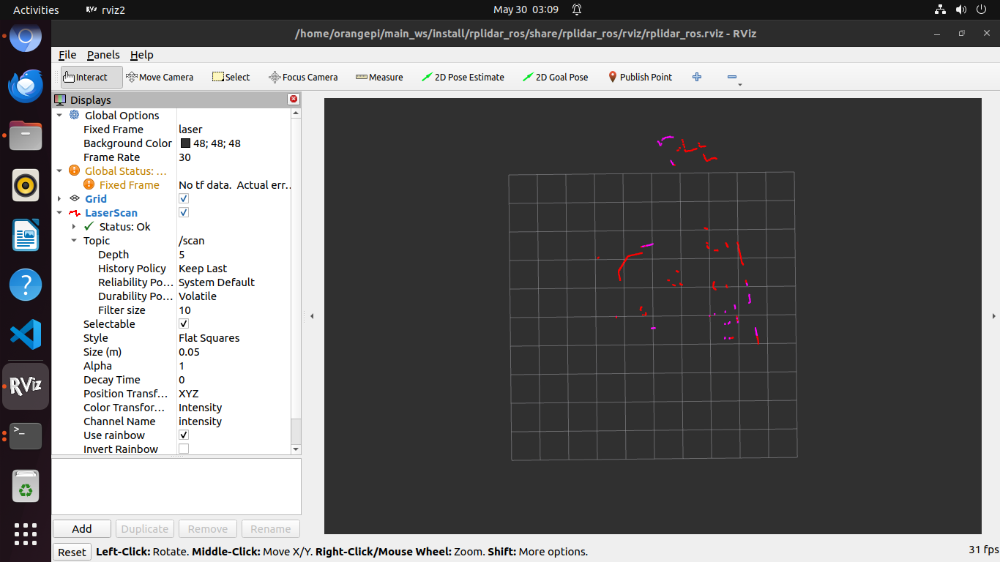 Activities RViz rviz2 May 30 03:09
/home/orangepi/main_ws/install/rplidar_ros/share/rplidar_ros/rviz/rplidar_ros.rviz - RViz
File Panels Help
Interact Move Camera Select Focus Camera Measure 2D Pose Estimate 2D Goal Pose Publish Point
Displays
Global Options
Fixed Frame laser
Background Color 48; 48; 48
Frame Rate 30
Global Status: ...
Fixed Frame No tf data. Actual err...
Grid
LaserScan
Status: Ok
Topic /scan
Depth 5
History Policy Keep Last
Reliability Po... System Default
Durability Po... Volatile
Filter size 10
Selectable
Style Flat Squares
Size (m) 0.05
Alpha 1
Decay Time 0
Position Transf... XYZ
Color Transfor... Intensity
Channel Name intensity
Use rainbow
Invert Rainbow
RViz
>_
Add Duplicate Remove Rename
Reset Left-Click: Rotate. Middle-Click: Move X/Y. Right-Click/Mouse Wheel: Zoom. Shift: More options. 31 fps